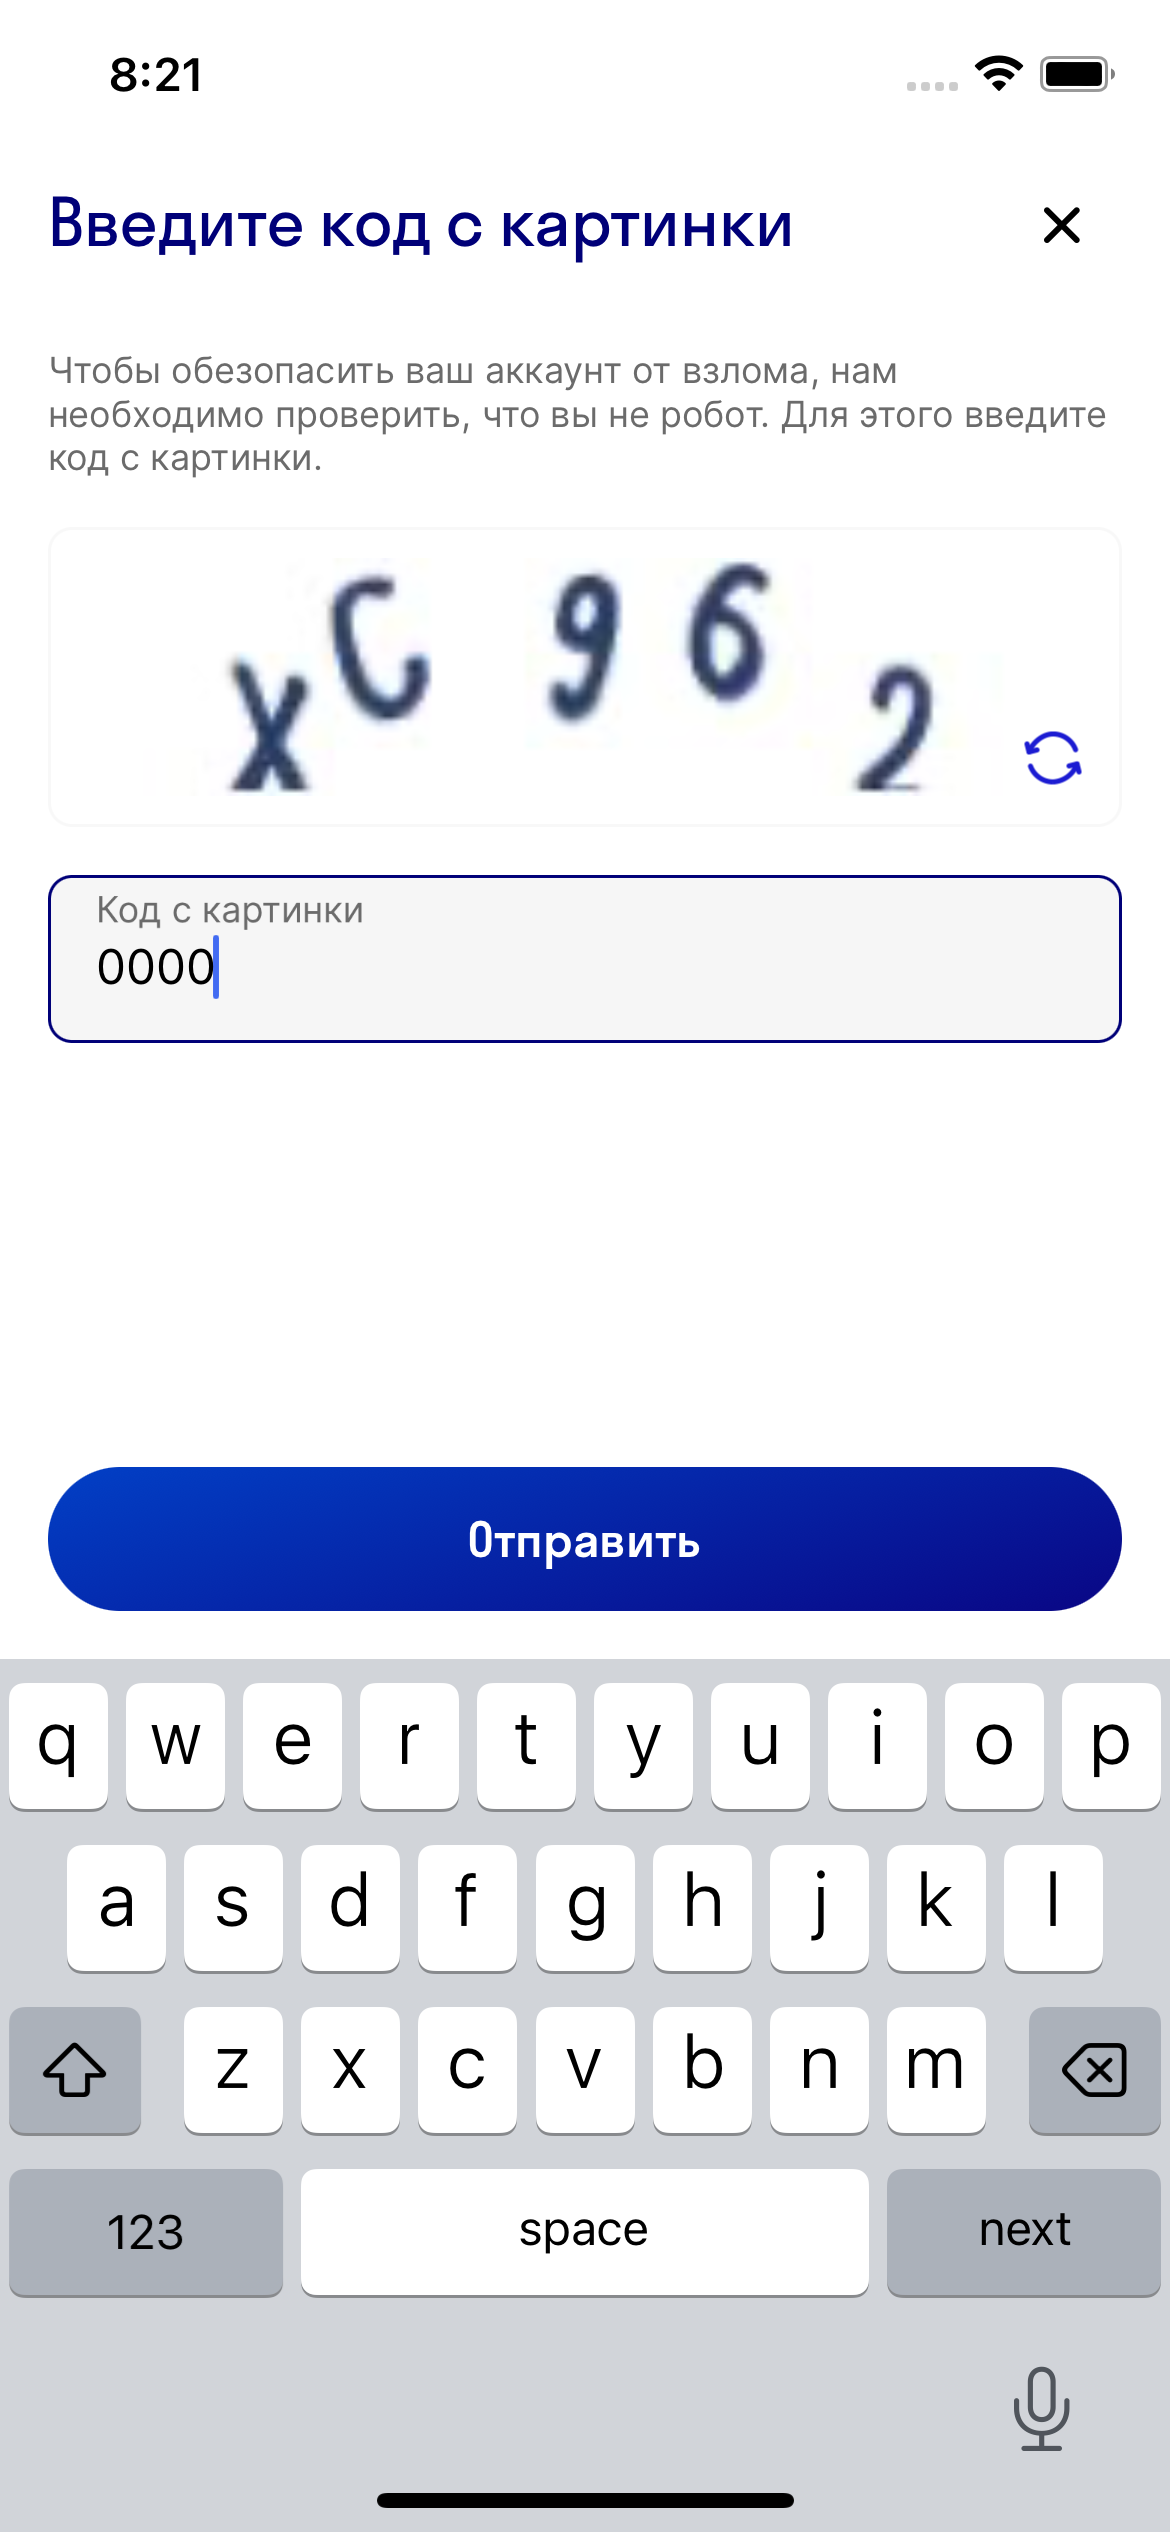 8:21
Введите код с картинки
Чтобы обезопасить ваш аккаунт от взлома, нам
необходимо проверить, что вы не робот. Для этого введите
код с картинки.
xC 9 6 2
Код с картинки
0000
Отправить
q w e r t y u i o p
a s d f g h j k l
z x c v b n m
123 space next